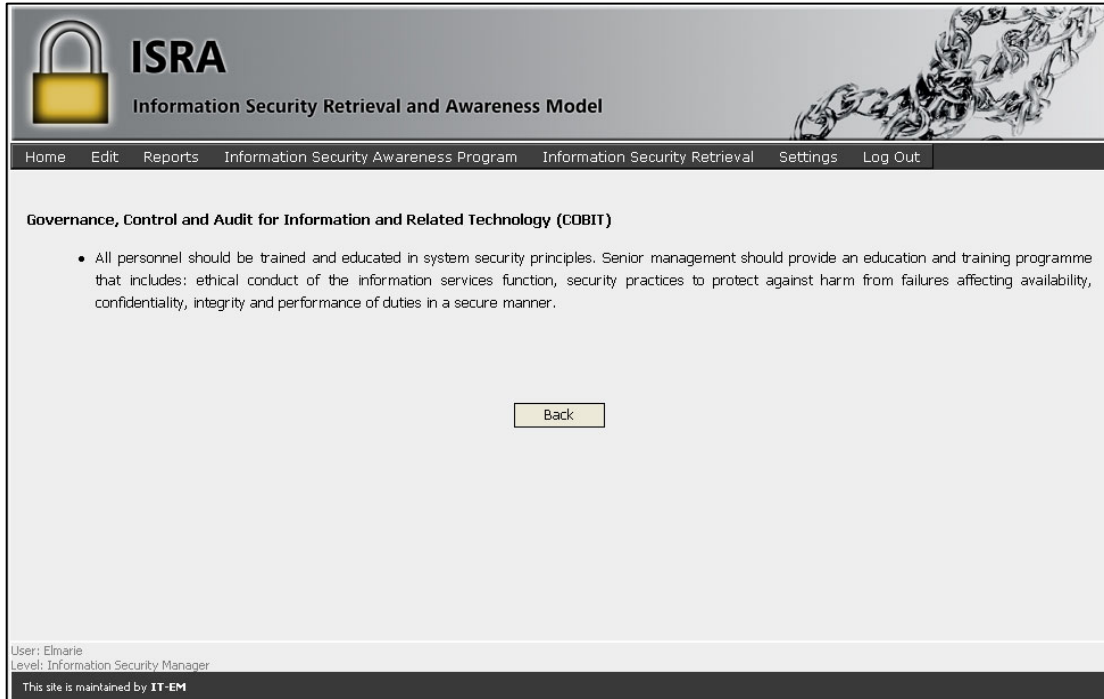 ISRA
Information Security Retrieval and Awareness Model
Home Edit Reports Information Security Awareness Program Information Security Retrieval Settings Log Out
Governance, Control and Audit for Information and Related Technology (COBIT)
• All personnel should be trained and educated in system security principles. Senior management should provide an education and training programme
that includes: ethical conduct of the information services function, security practices to protect against harm from failures affecting availability,
confidentiality, integrity and performance of duties in a secure manner.
Back
User: Elmarie
Level: Information Security Manager
This site is maintained by IT-EM